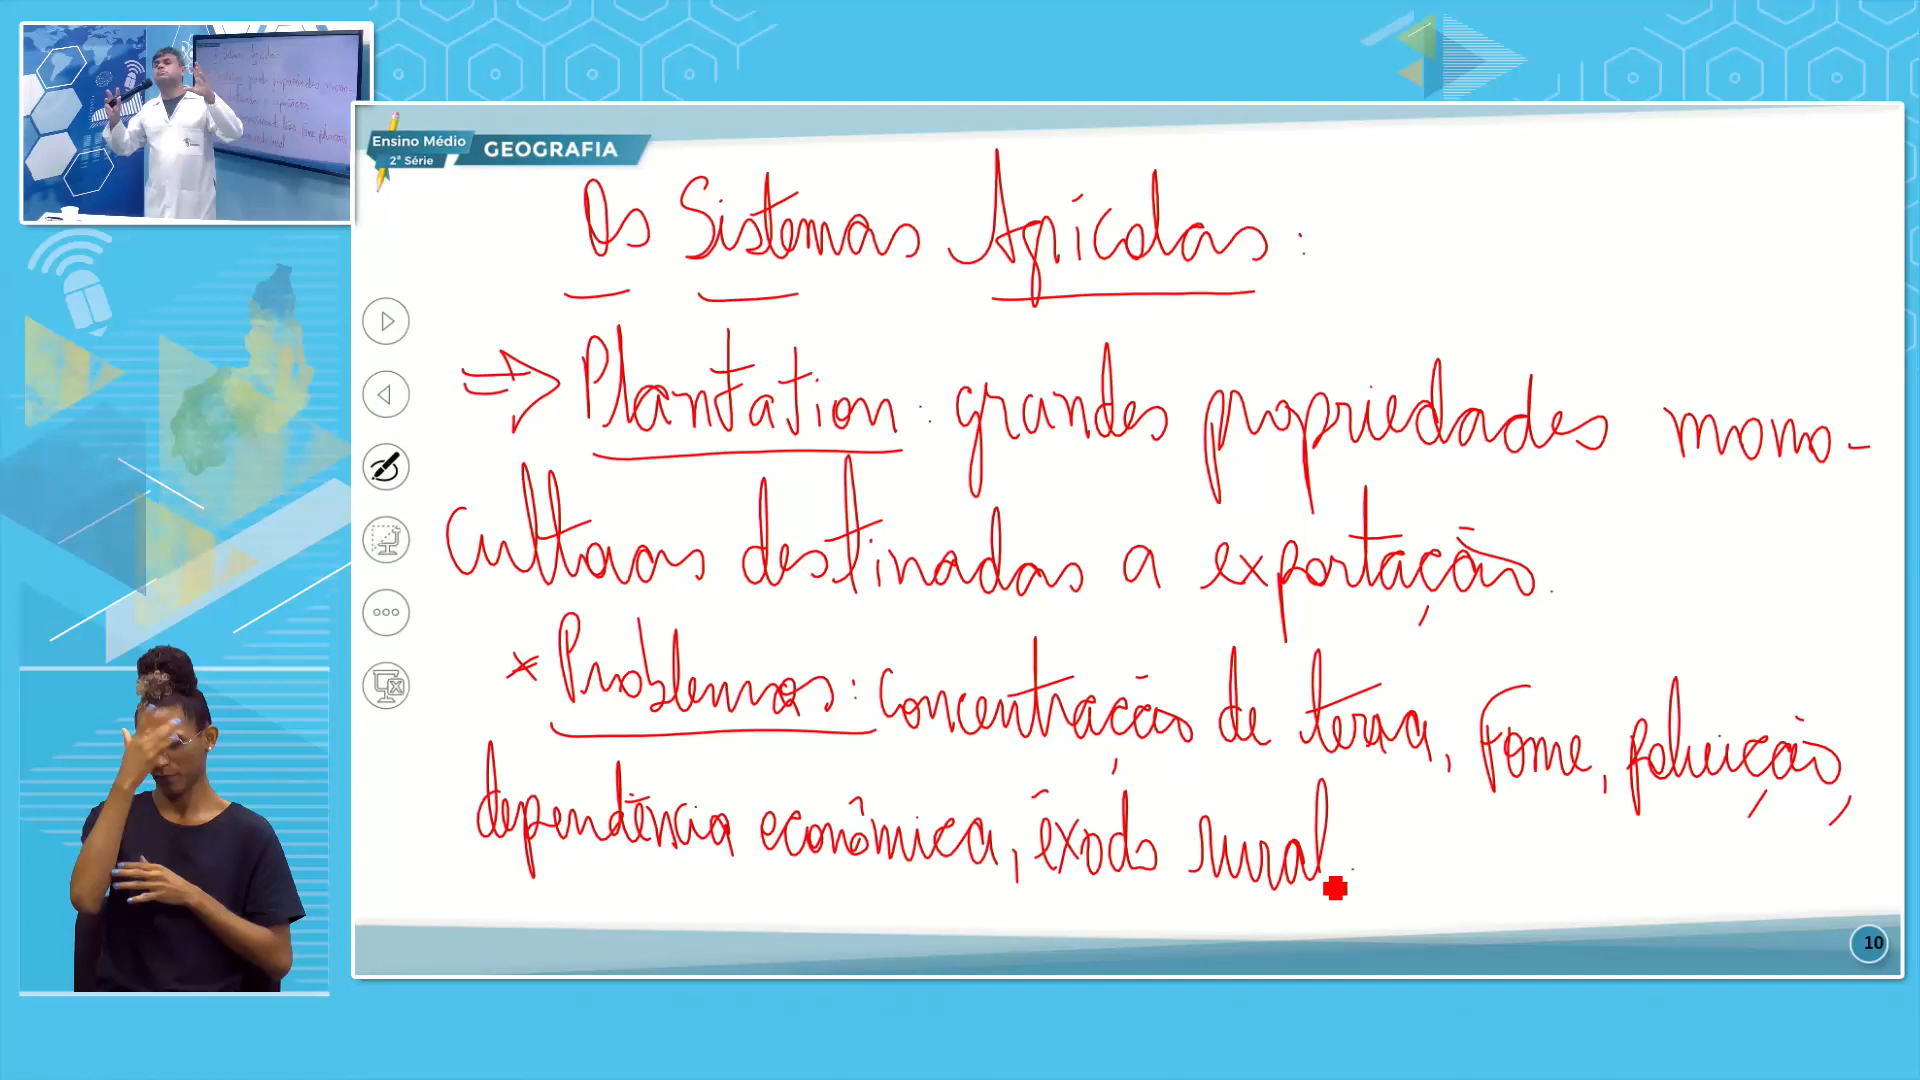 Ensino Médio
2ª Série
GEOGRAFIA
Os Sistemas Agrícolas:
⇒ Plantation: grandes propriedades mono-
cultoras destinadas a exportação.
* Problemas: concentração de terra, fome, poluição,
dependência econômica, êxodo rural.
10